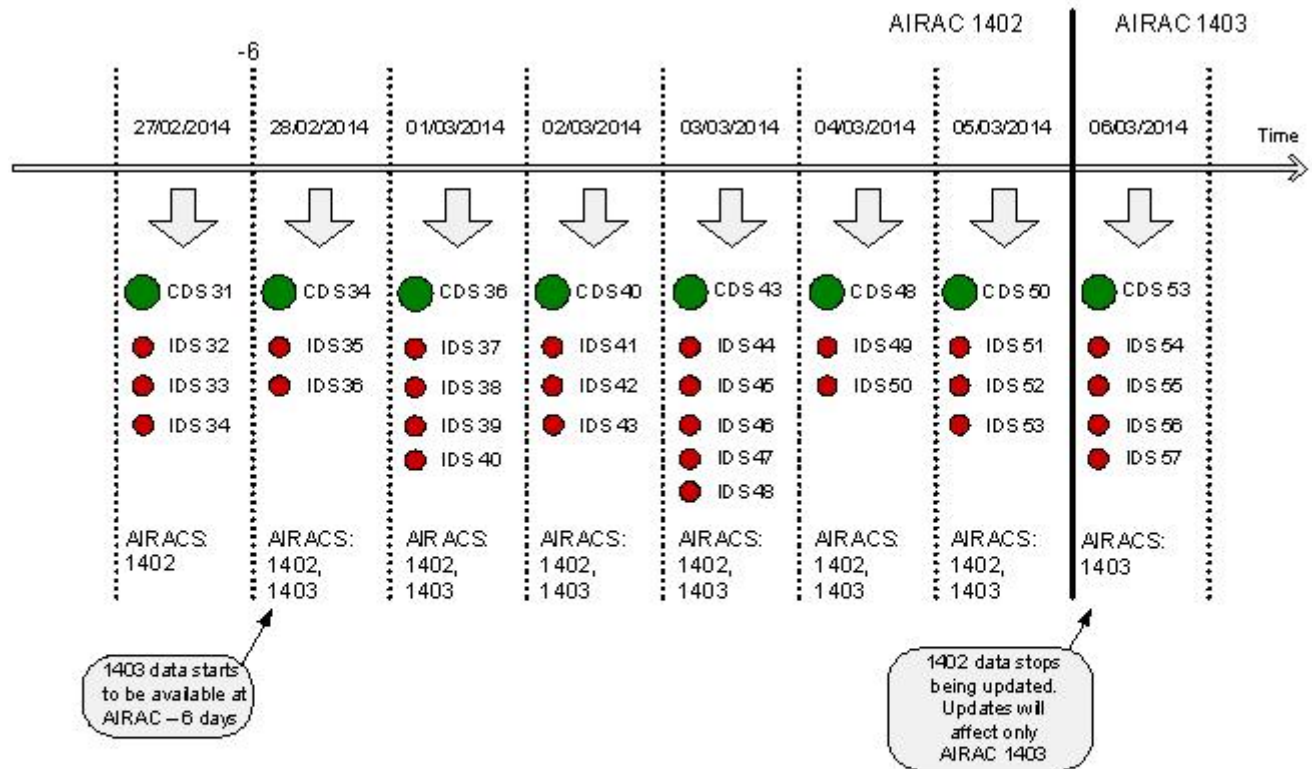 AIRAC 1402
AIRAC 1403
-6
27/02/2014
28/02/2014
01/03/2014
02/03/2014
03/03/2014
04/03/2014
05/03/2014
06/03/2014
Time
CDS 31
CDS 34
CDS 36
CDS 40
CDS 43
CDS 48
CDS 50
CDS 53
IDS 32
IDS 35
IDS 37
IDS 41
IDS 44
IDS 49
IDS 51
IDS 54
IDS 33
IDS 36
IDS 38
IDS 42
IDS 45
IDS 50
IDS 52
IDS 55
IDS 34
IDS 39
IDS 43
IDS 46
IDS 53
IDS 56
IDS 40
IDS 47
IDS 57
IDS 48
AIRACS:
1402
AIRACS:
1402,
1403
AIRACS:
1402,
1403
AIRACS:
1402,
1403
AIRACS:
1402,
1403
AIRACS:
1402,
1403
AIRACS:
1402,
1403
AIRACS:
1403
1403 data starts
to be available at
AIRAC – 6 days
1402 data stops
being updated.
Updates will
affect only
AIRAC 1403